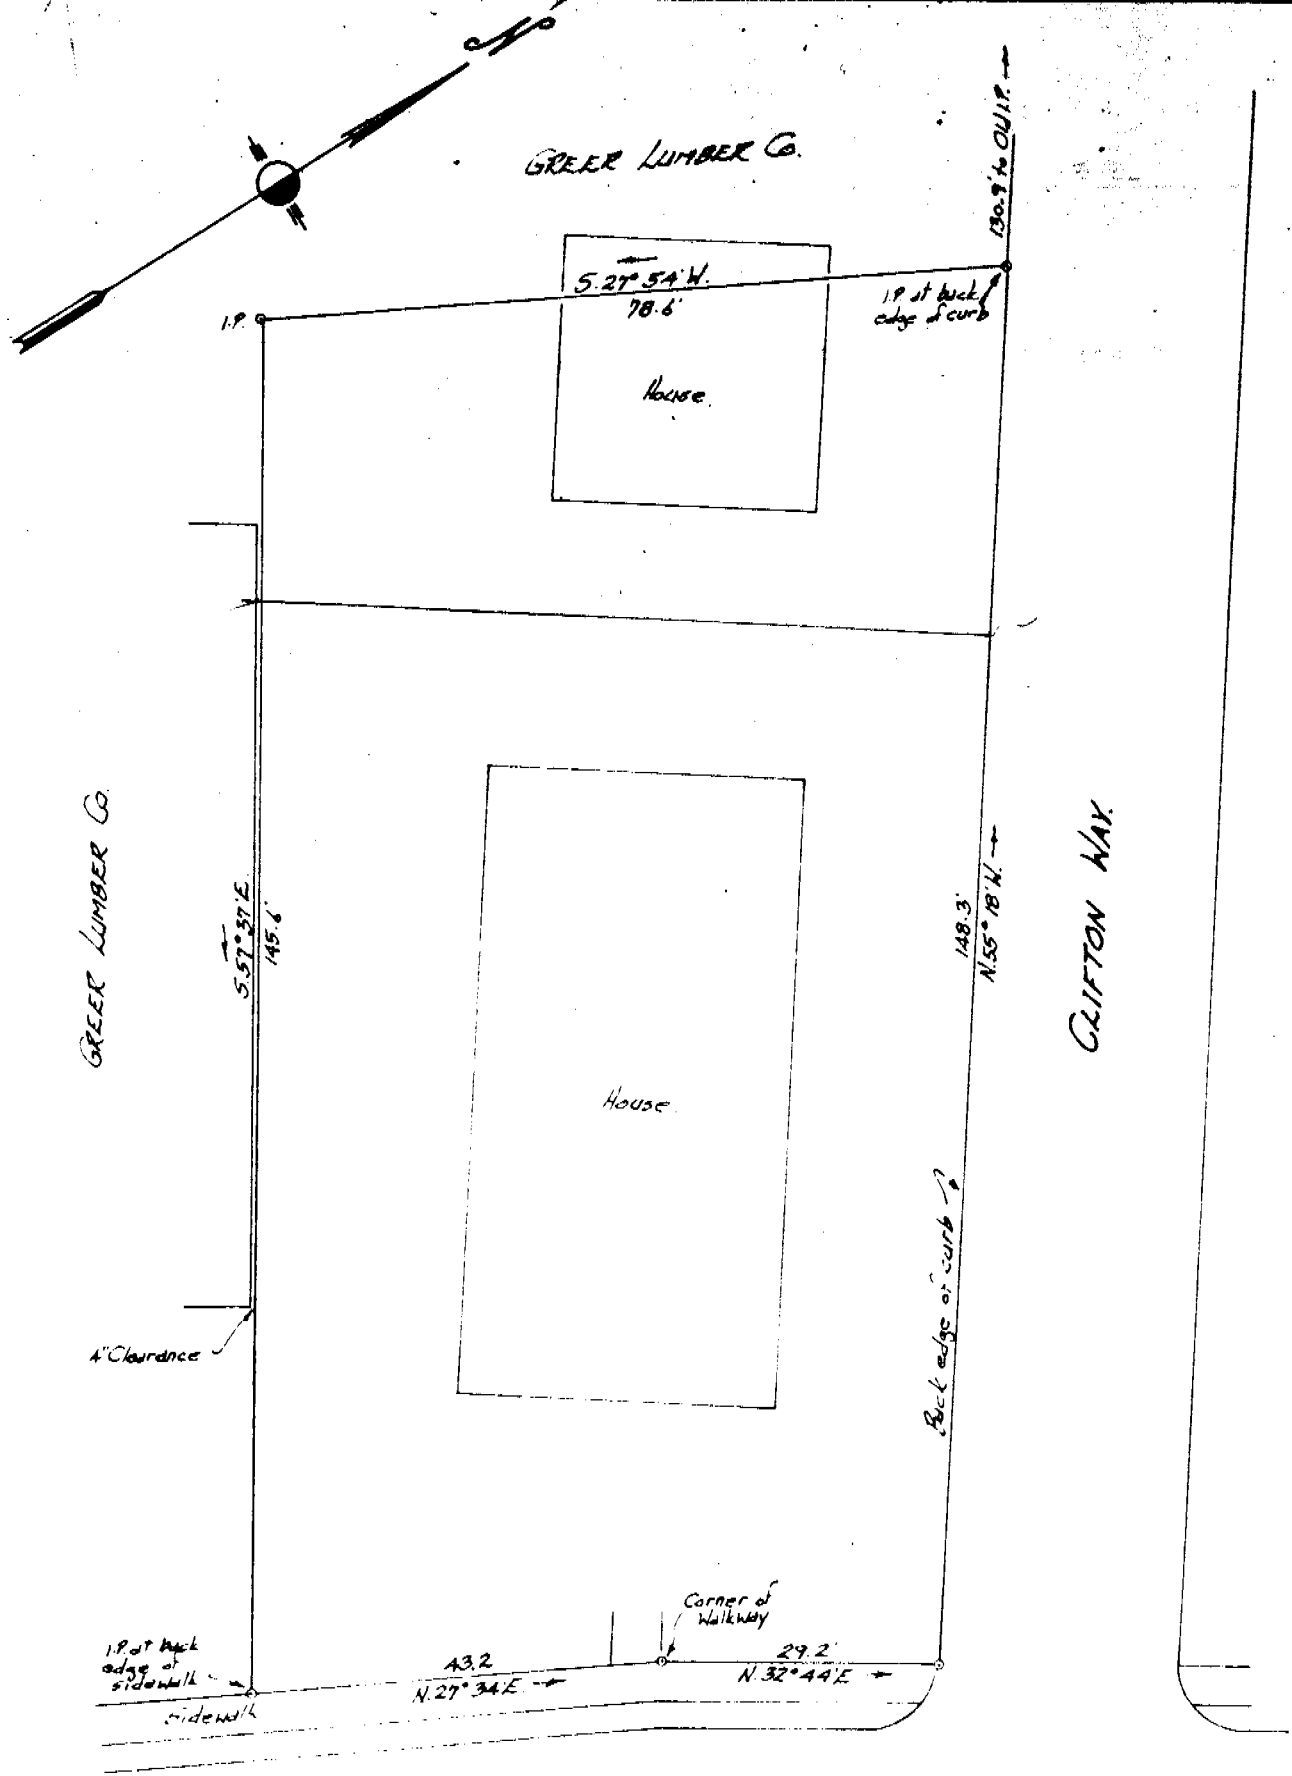 N
GREER LUMBER CO.
130.9' to Old I.P.
S.27°54'W.
78.6'
I.P. at back
edge of curb
I.P.
House
GREER LUMBER CO.
S.57°37'E.
145.6'
148.3'
N.55°18'W.
CLIFTON WAY.
House
Back edge of curb
4" Clearance
Corner of
Walkway
I.P. at back
edge of
sidewalk
43.2
N.27°34'E.
29.2'
N.32°44'E.
sidewalk